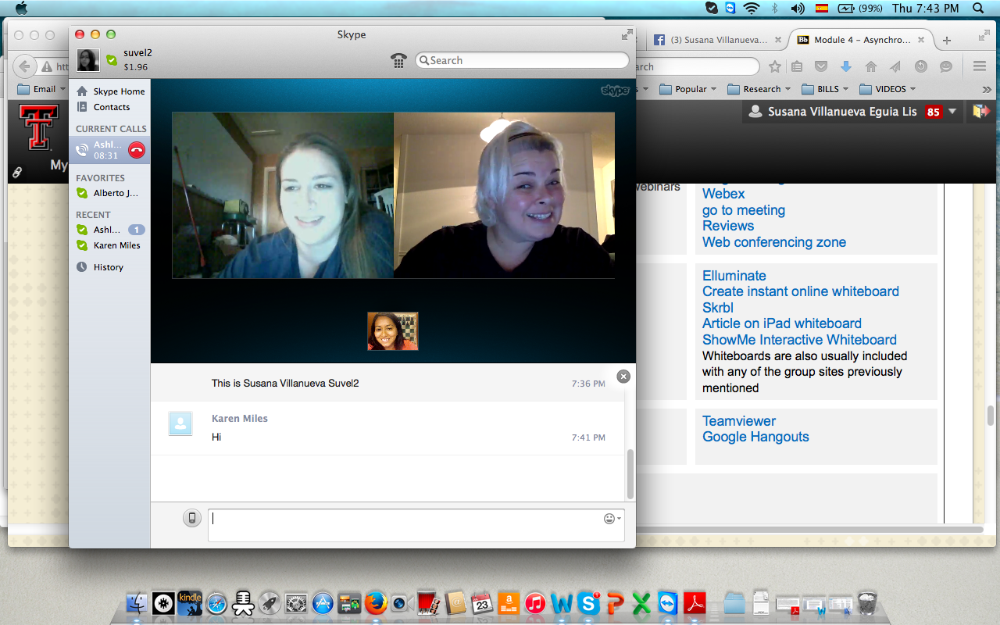 (99%) Thu 7:43 PM
Skype
suvel2
$1.96
Search
Skype Home
Contacts
CURRENT CALLS
Ashl...
08:31
FAVORITES
Alberto J...
RECENT
Ashl... 1
Karen Miles
History
skype
This is Susana Villanueva Suvel2 7:36 PM
Karen Miles
Hi 7:41 PM
(3) Susana Villanueva...
Bb Module 4 – Asynchro...
Email
Popular
Research
BILLS
VIDEOS
T
My
Susana Villanueva Eguia Lis 85
webinars
Webex
go to meeting
Reviews
Web conferencing zone
Elluminate
Create instant online whiteboard
Skrbl
Article on iPad whiteboard
ShowMe Interactive Whiteboard
Whiteboards are also usually included
with any of the group sites previously
mentioned
Teamviewer
Google Hangouts
kindle
23